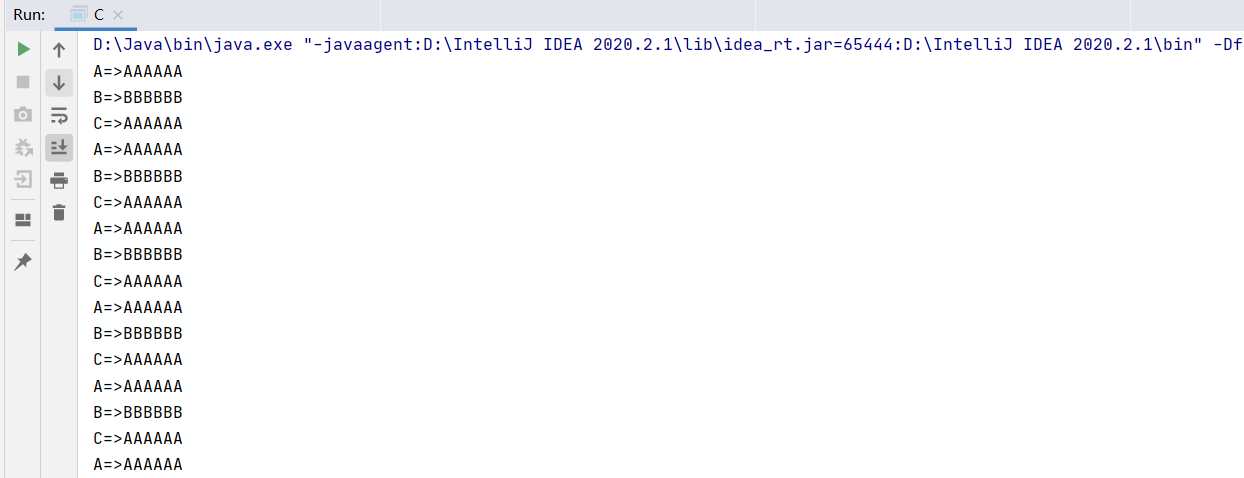 Run: C
D:\Java\bin\java.exe "-javaagent:D:\IntelliJ IDEA 2020.2.1\lib\idea_rt.jar=65444:D:\IntelliJ IDEA 2020.2.1\bin" -Df
A=>AAAAAA
B=>BBBBBB
C=>AAAAAA
A=>AAAAAA
B=>BBBBBB
C=>AAAAAA
A=>AAAAAA
B=>BBBBBB
C=>AAAAAA
A=>AAAAAA
B=>BBBBBB
C=>AAAAAA
A=>AAAAAA
B=>BBBBBB
C=>AAAAAA
A=>AAAAAA